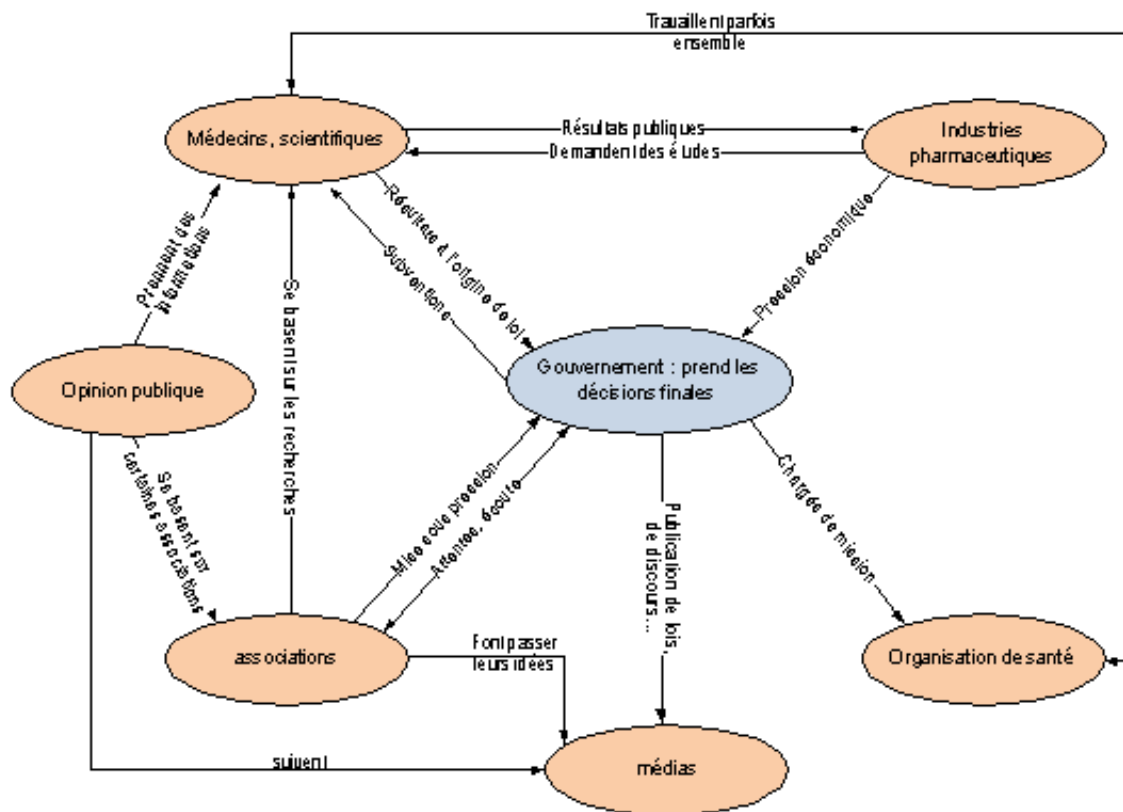 Travaillent parfois
ensemble
Médecins, scientifiques
Résultats publiques
Demandent des études
Industries
pharmaceutiques
Prennent des
informations
Se basent sur les recherches
Subventions
Résultats à l'origine de loi
Pression économique
Opinion publique
Gouvernement : prend les
décisions finales
Se basent sur
certaines associations
Mise sous pression
Attentes, écoute
Publication de lois,
de discours...
Chargée de mission
associations
Font passer
leurs idées
Organisation de santé
suivent
médias